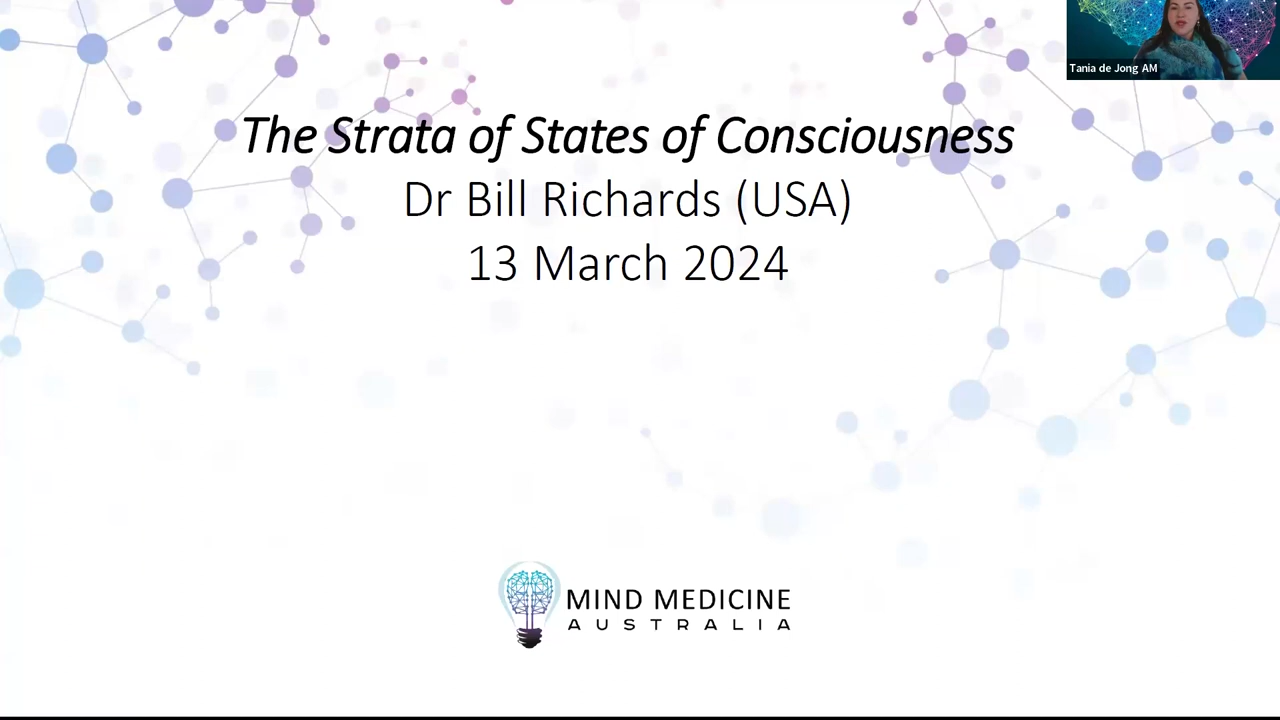 Tania de Jong AM
The Strata of States of Consciousness
Dr Bill Richards (USA)
13 March 2024
MIND MEDICINE
AUSTRALIA